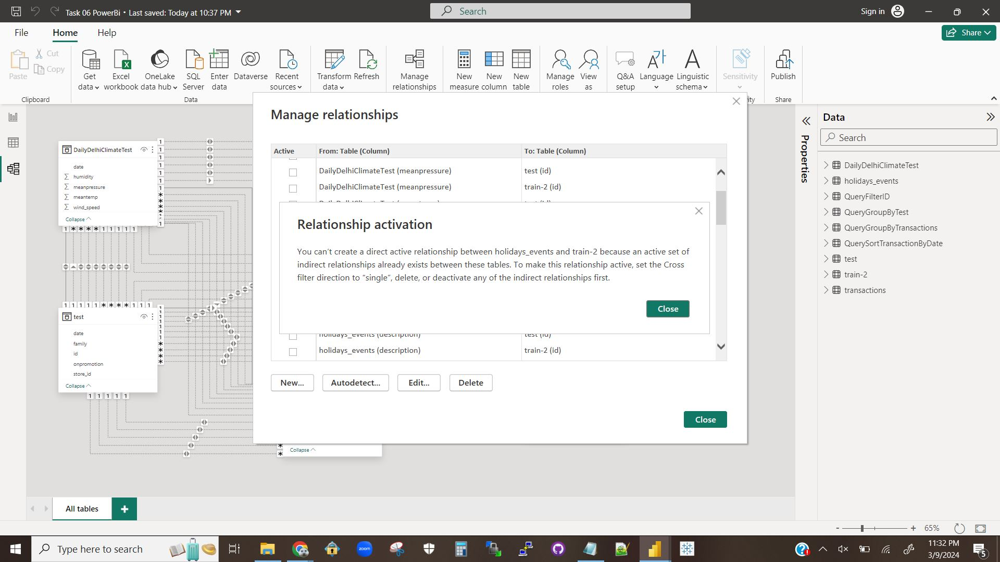 Task 06 PowerBi • Last saved: Today at 10:37 PM
Search
Sign in
File
Home
Help
Share
Paste
Cut
Copy
Clipboard
Get data
Excel workbook
OneLake data hub
SQL Server
Enter data
Dataverse
Recent sources
Data
Transform data
Refresh
Manage relationships
New measure
New column
New table
Manage roles
View as
Q&A setup
Language
Linguistic schema
Sensitivity
Publish
Share
Manage relationships
Active
From: Table (Column)
To: Table (Column)
DailyDelhiClimateTest (meanpressure)
test (id)
DailyDelhiClimateTest (meanpressure)
train-2 (id)
Relationship activation
You can't create a direct active relationship between holidays_events and train-2 because an active set of
indirect relationships already exists between these tables. To make this relationship active, set the Cross
filter direction to “single”, delete, or deactivate any of the indirect relationships first.
Close
holidays_events (description)
test (id)
holidays_events (description)
train-2 (id)
New...
Autodetect...
Edit...
Delete
Close
DailyDelhiClimateTest
date
humidity
meanpressure
meantemp
wind_speed
Collapse
test
date
family
id
onpromotion
store_id
Collapse
Collapse
Properties
Data
Search
DailyDelhiClimateTest
holidays_events
QueryFilterID
QueryGroupByTest
QueryGroupByTransactions
QuerySortTransactionByDate
test
train-2
transactions
All tables
65%
Type here to search
zoom
11:32 PM
3/9/2024
5